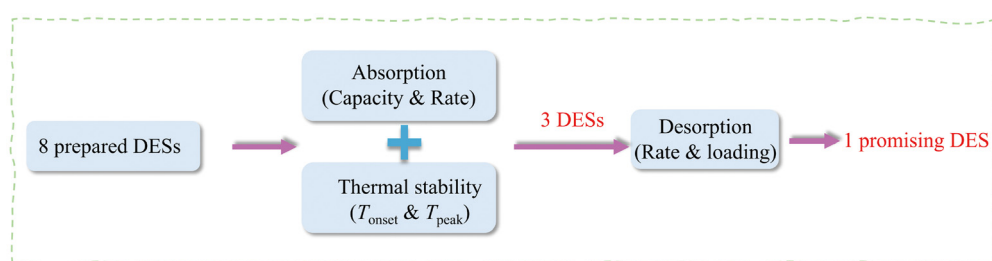 8 prepared DESs
Absorption
(Capacity & Rate)
Thermal stability
(Tonset & Tpeak)
3 DESs
Desorption
(Rate & loading)
1 promising DES